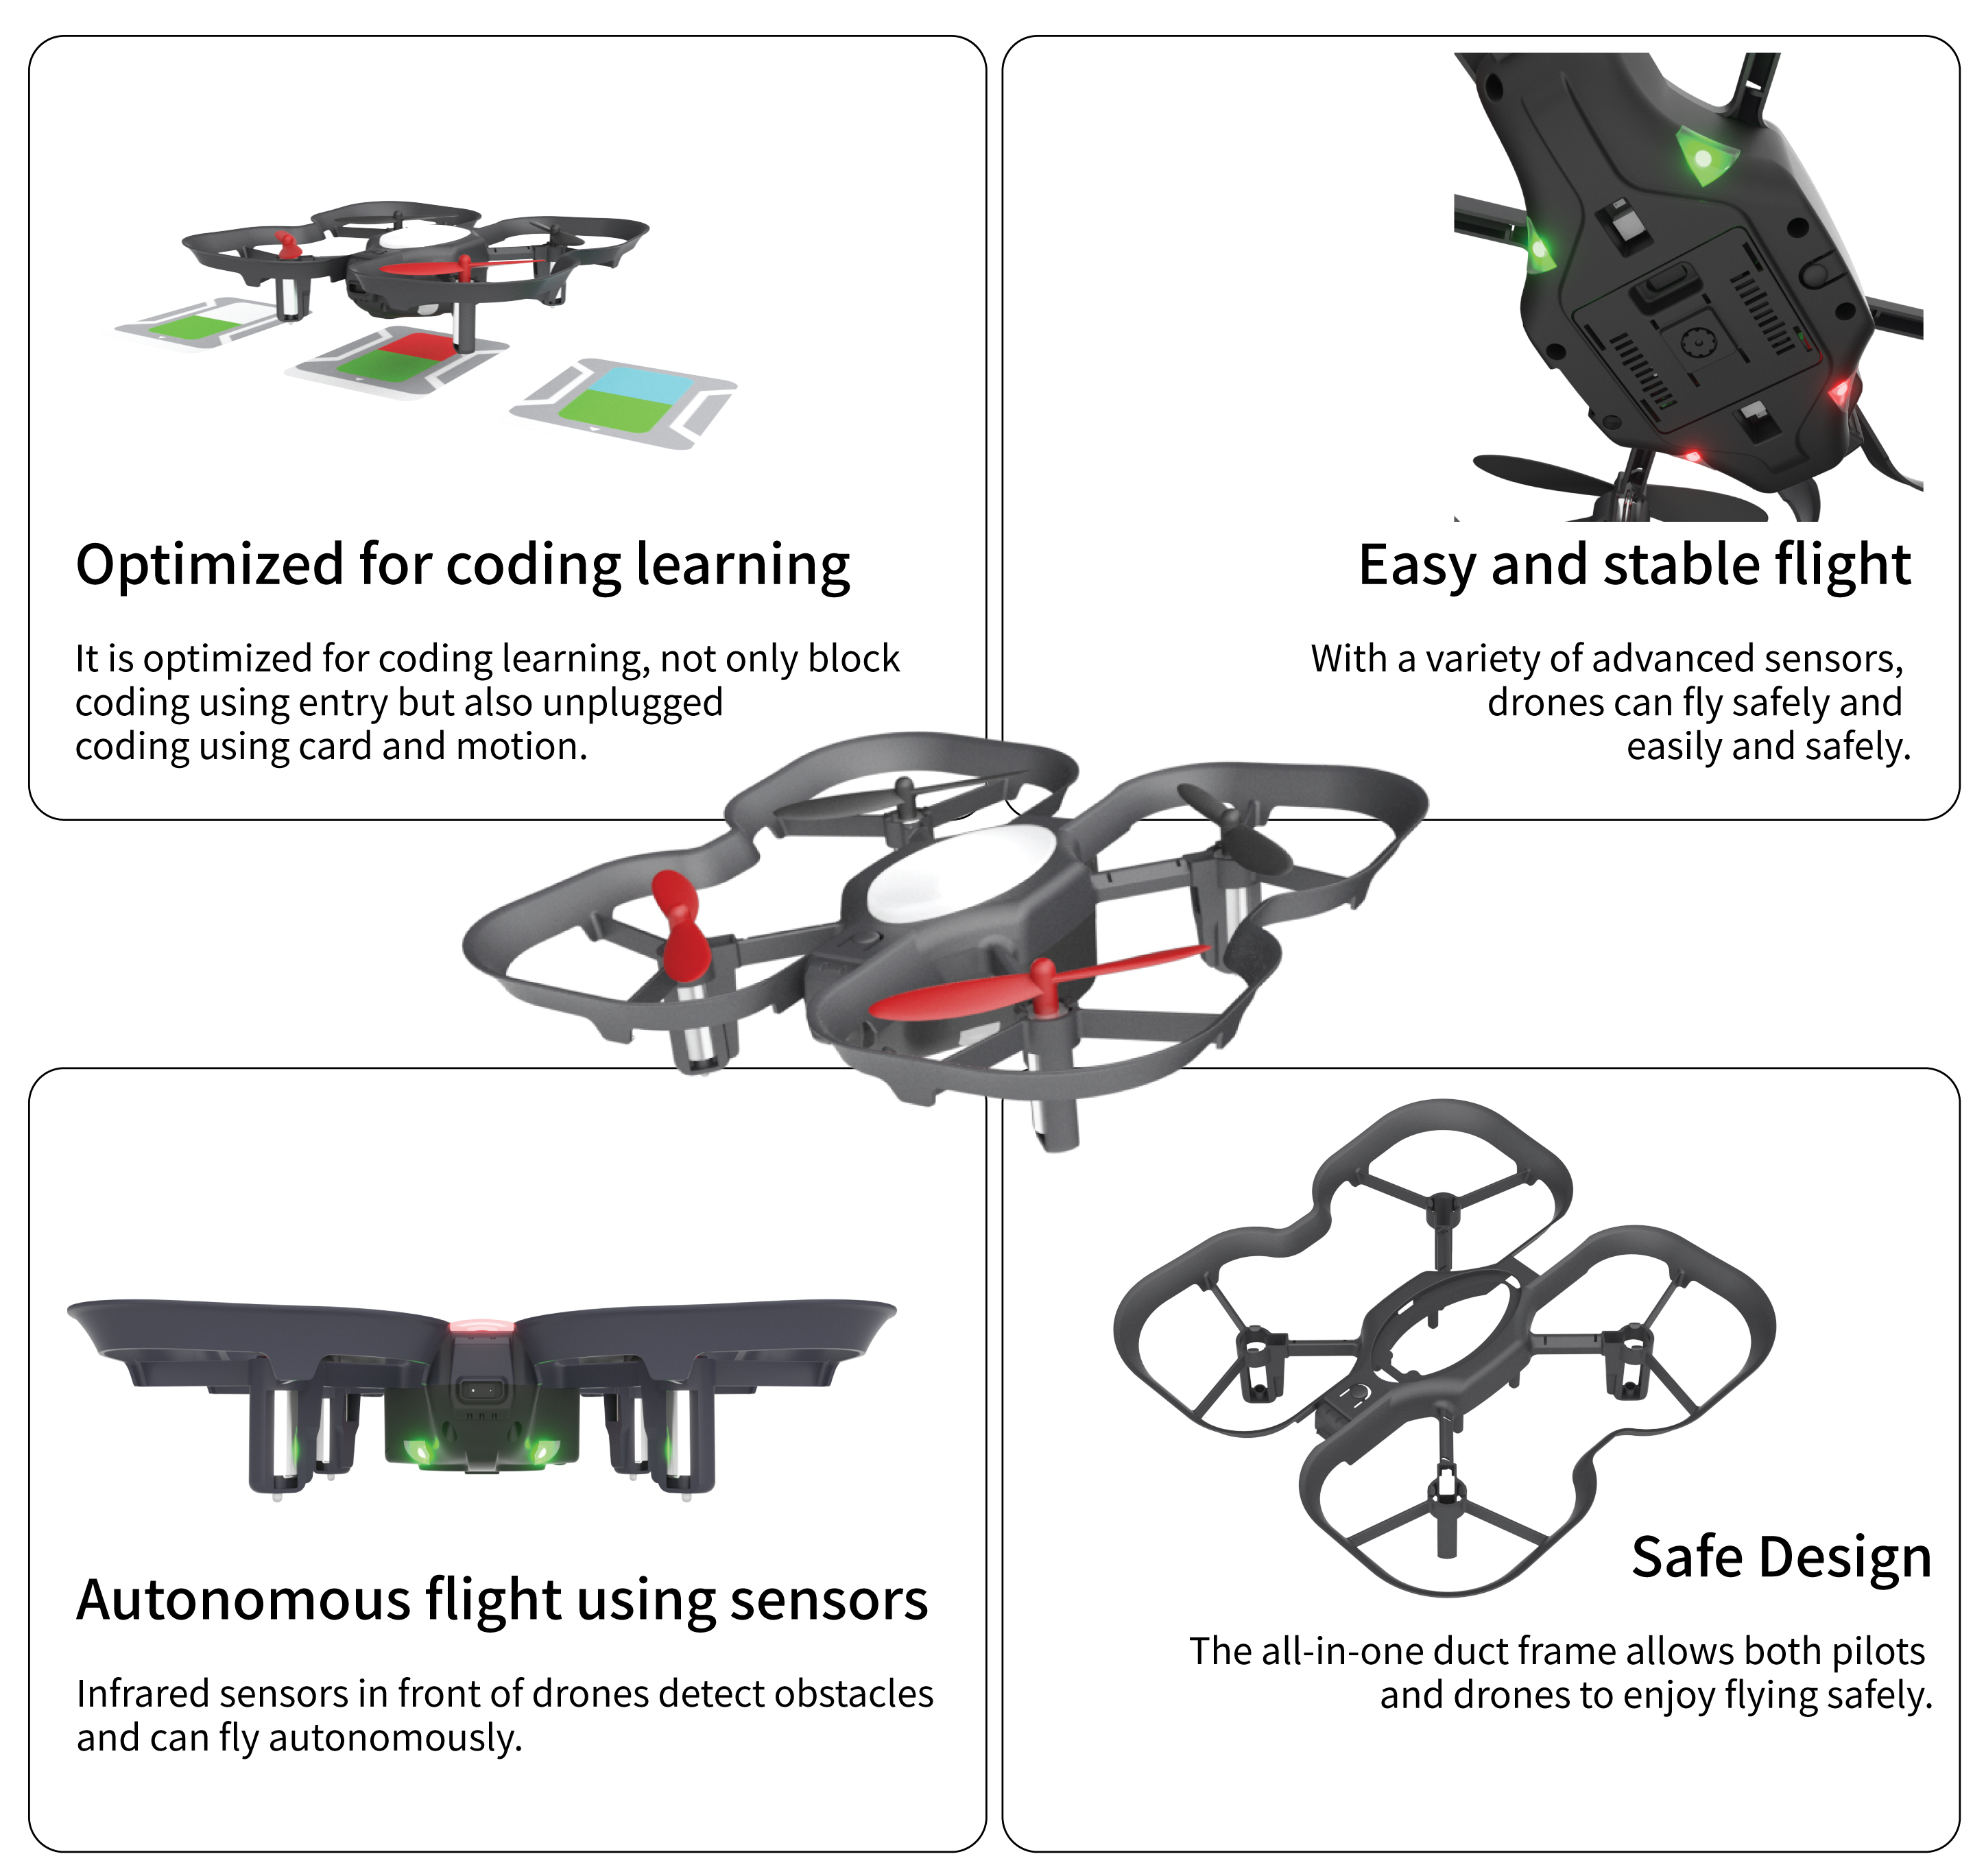 Optimized for coding learning
It is optimized for coding learning, not only block
coding using entry but also unplugged
coding using card and motion.
Easy and stable flight
With a variety of advanced sensors,
drones can fly safely and
easily and safely.
Autonomous flight using sensors
Infrared sensors in front of drones detect obstacles
and can fly autonomously.
Safe Design
The all-in-one duct frame allows both pilots
and drones to enjoy flying safely.